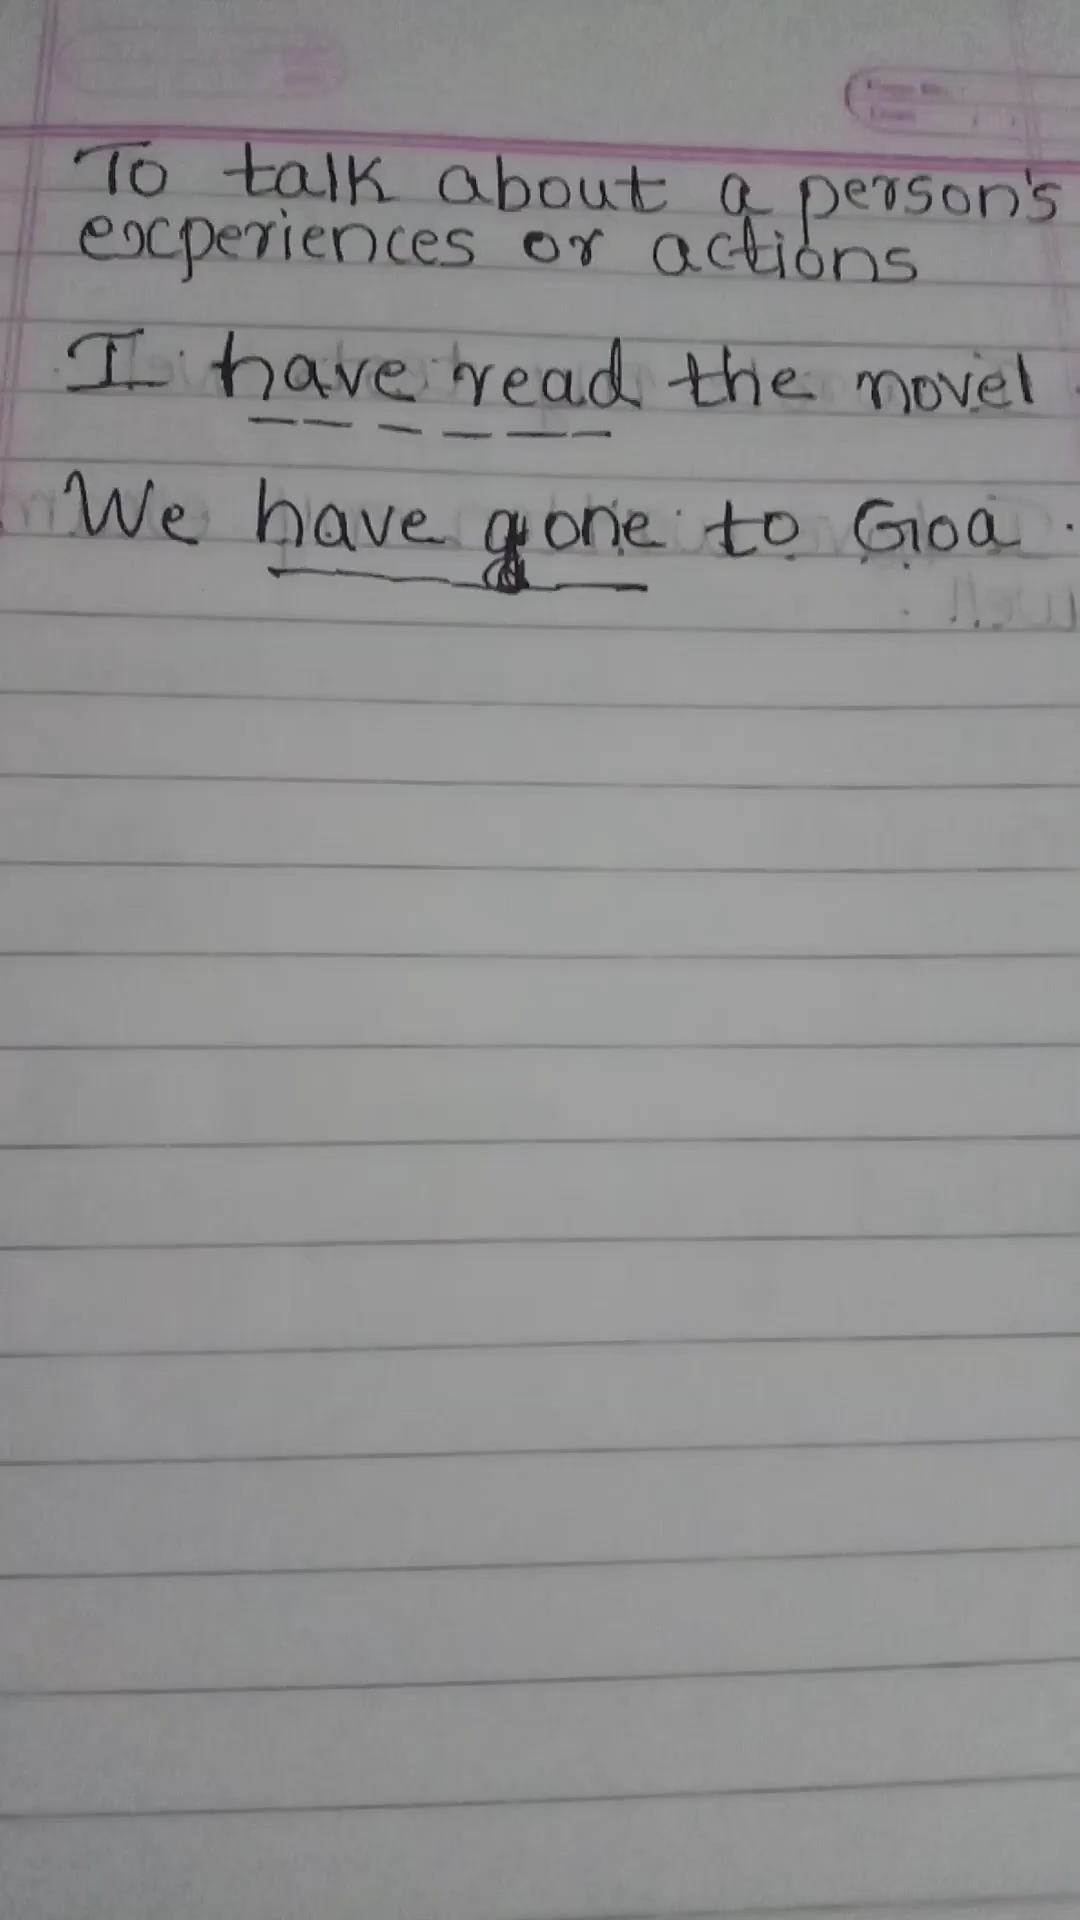 To talk about a person's
experiences or actions
I have read the novel
We have gone to Goa.